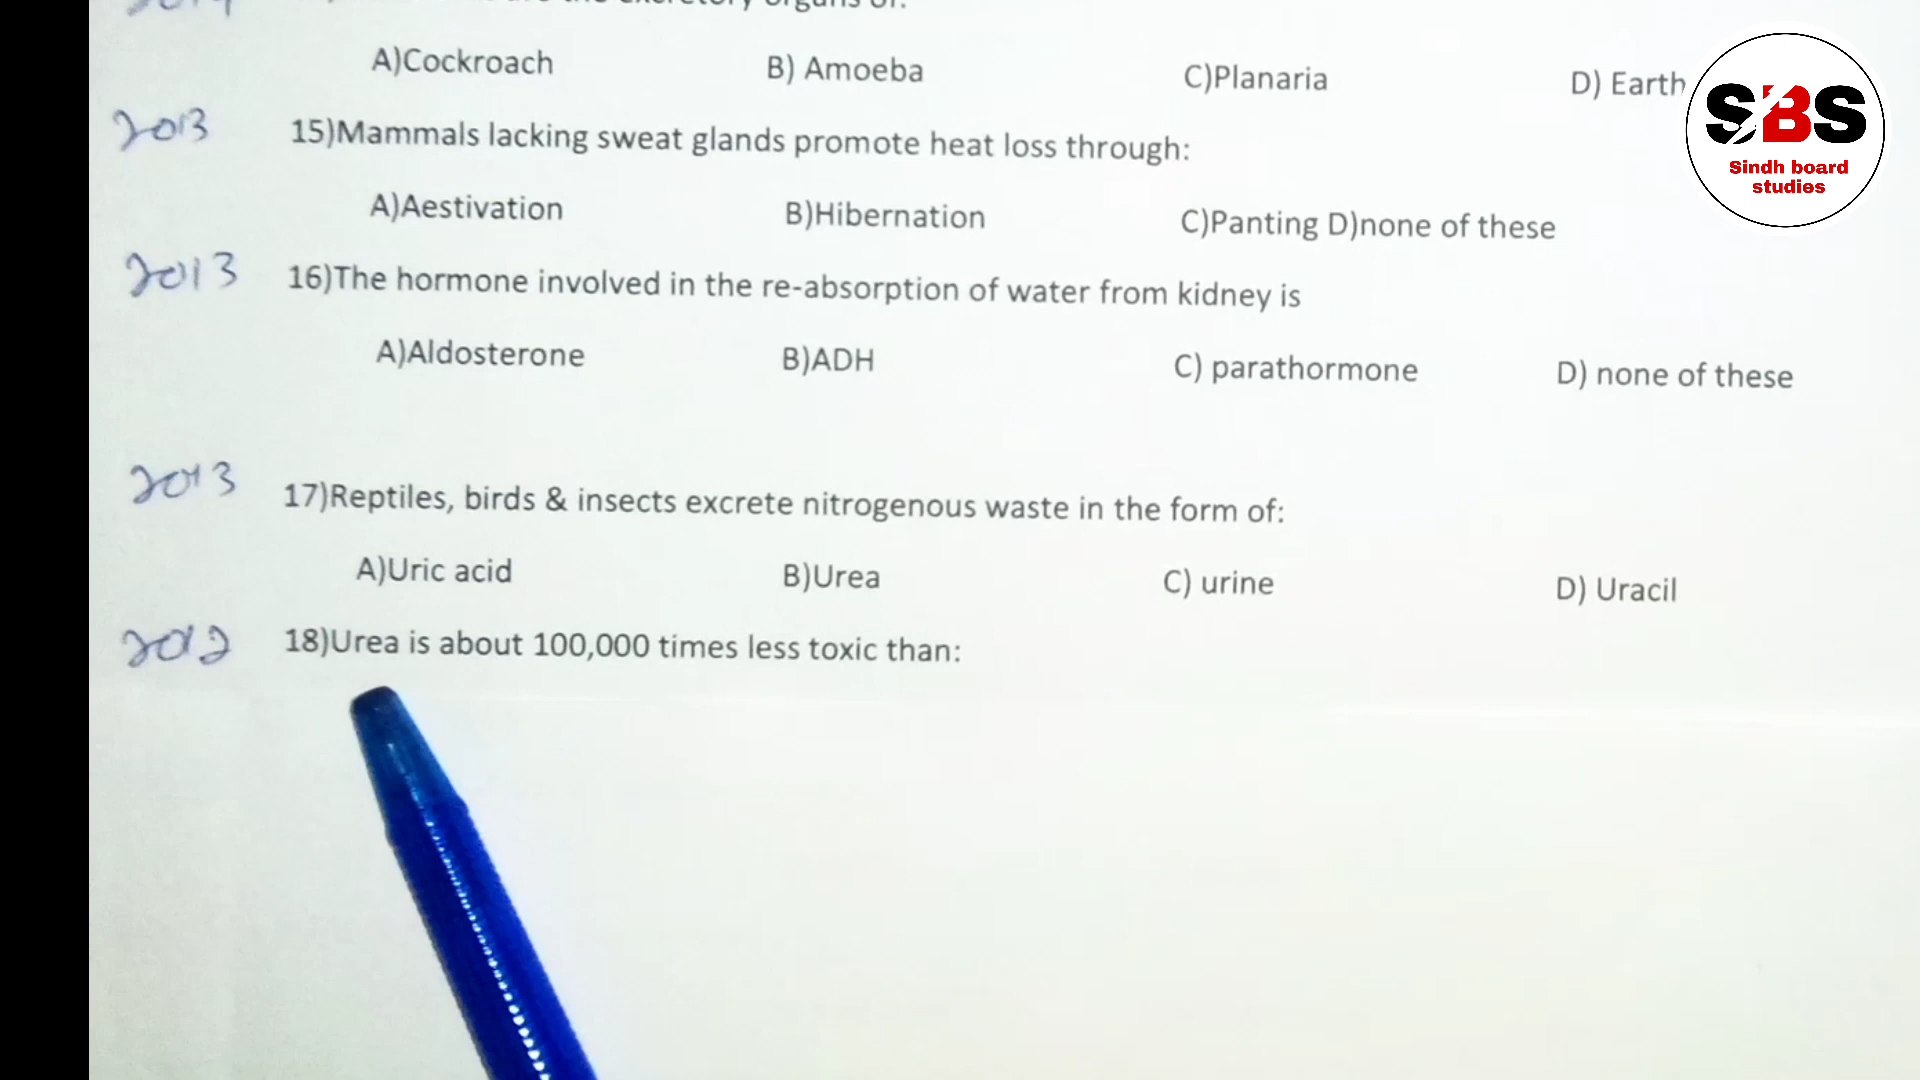 excretory organs of:
A)Cockroach B) Amoeba C)Planaria D) Earth
2013 15)Mammals lacking sweat glands promote heat loss through:
A)Aestivation B)Hibernation C)Panting D)none of these
2013 16)The hormone involved in the re-absorption of water from kidney is
A)Aldosterone B)ADH C) parathormone D) none of these
2013 17)Reptiles, birds & insects excrete nitrogenous waste in the form of:
A)Uric acid B)Urea C) urine D) Uracil
2012 18)Urea is about 100,000 times less toxic than:
SBS
Sindh board
studies